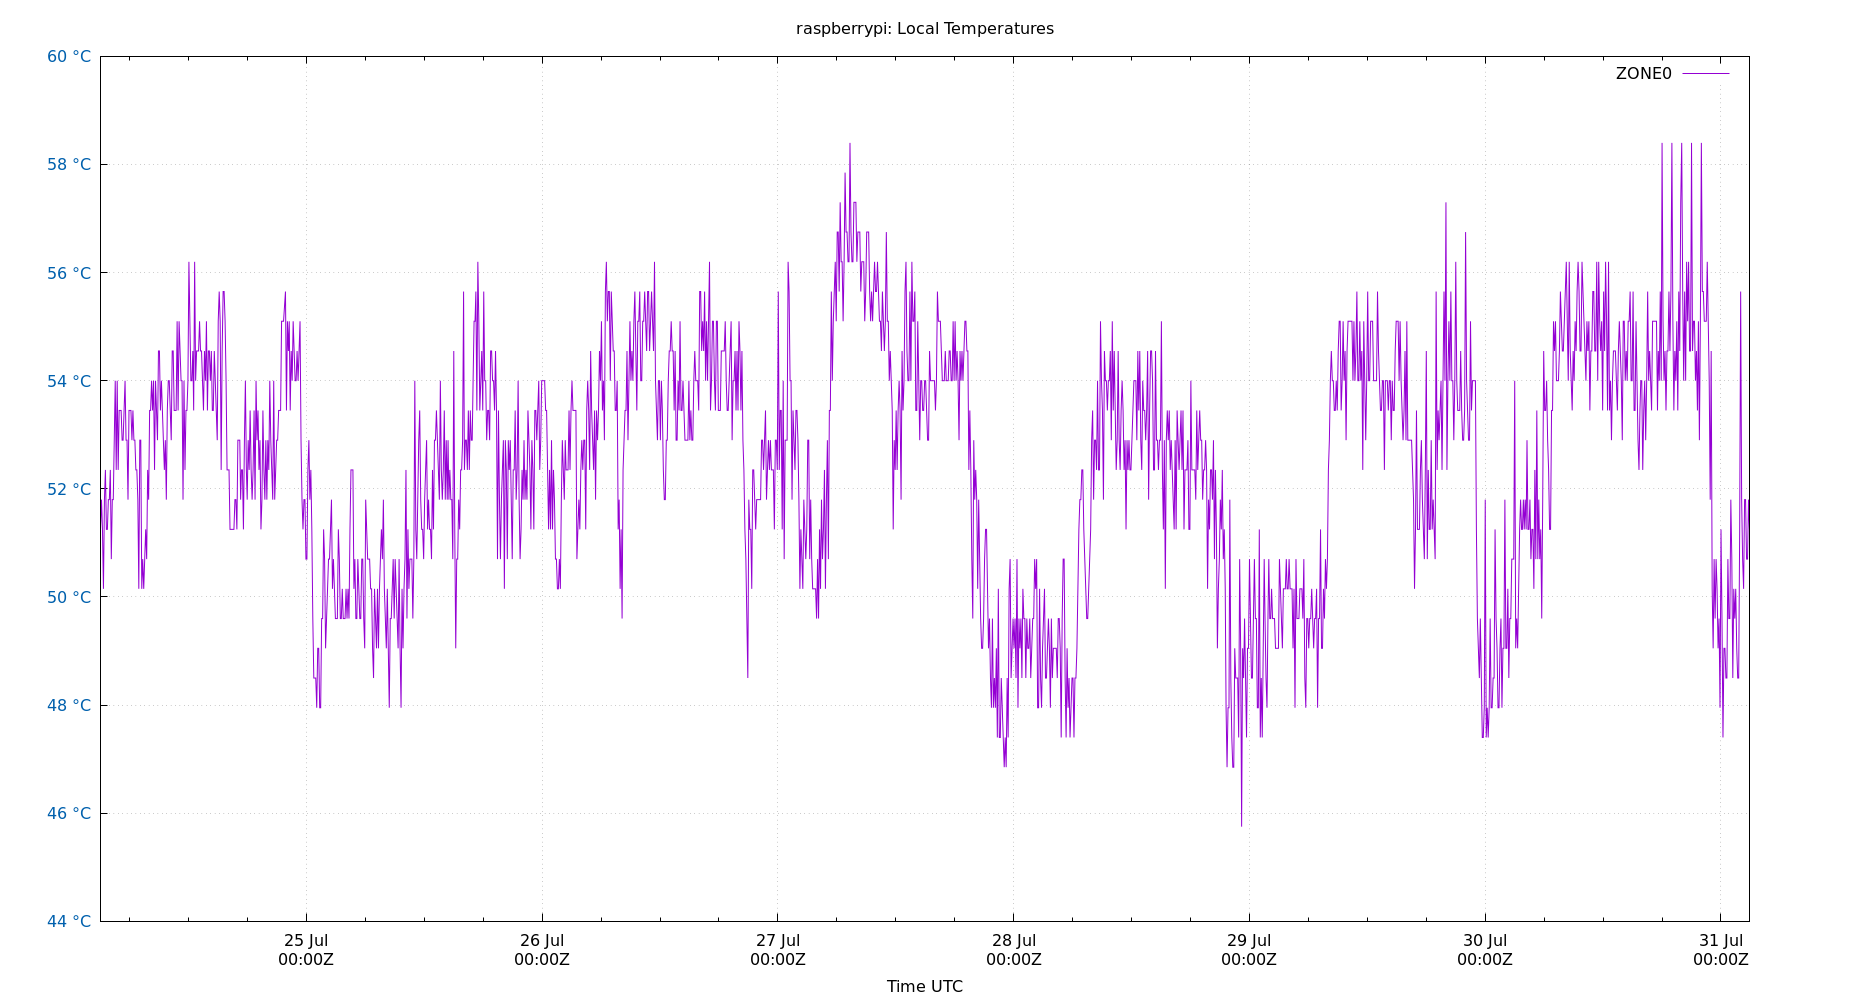 raspberrypi: Local Temperatures
60 °C
ZONE0
58 °C
56 °C
54 °C
52 °C
50 °C
48 °C
46 °C
44 °C
25 Jul 26 Jul 27 Jul 28 Jul 29 Jul 30 Jul 31 Jul
00:00Z 00:00Z 00:00Z 00:00Z 00:00Z 00:00Z 00:00Z
Time UTC